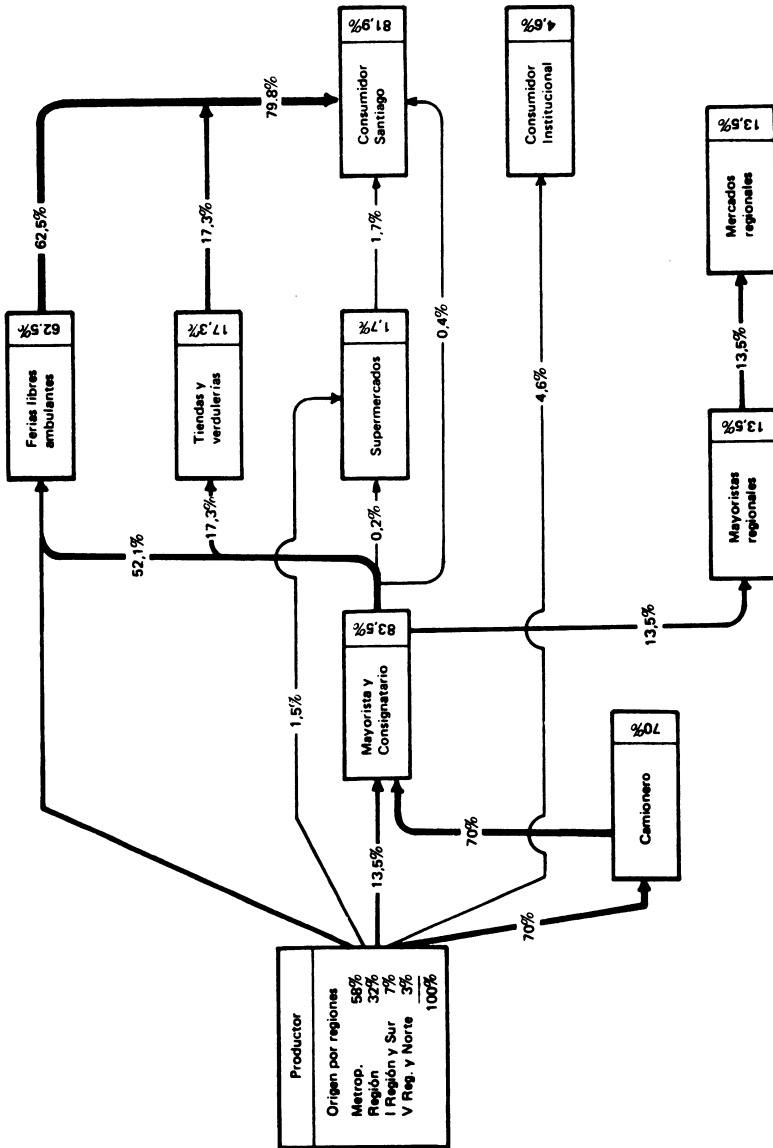 Productor
Origen por regiones
Metrop. 58%
Región 32%
I Región y Sur 7%
V Reg. y Norte 3%
100%
13,5%
70%
70%
Camionero
70%
1,5%
Mayorista y
Consignatario
83,5%
52,1%
17,3%
0,2%
0,4%
4,6%
13,5%
Ferias libres
ambulantes
62.5%
Tiendas y
verdulerías
17,3%
Supermercados
1,7%
Mayoristas
regionales
13,5%
62,5%
17,3%
79.8%
1,7%
13,5%
Consumidor
Santiago
81,9%
Consumidor
Institucional
4,6%
Mercados
regionales
13,5%